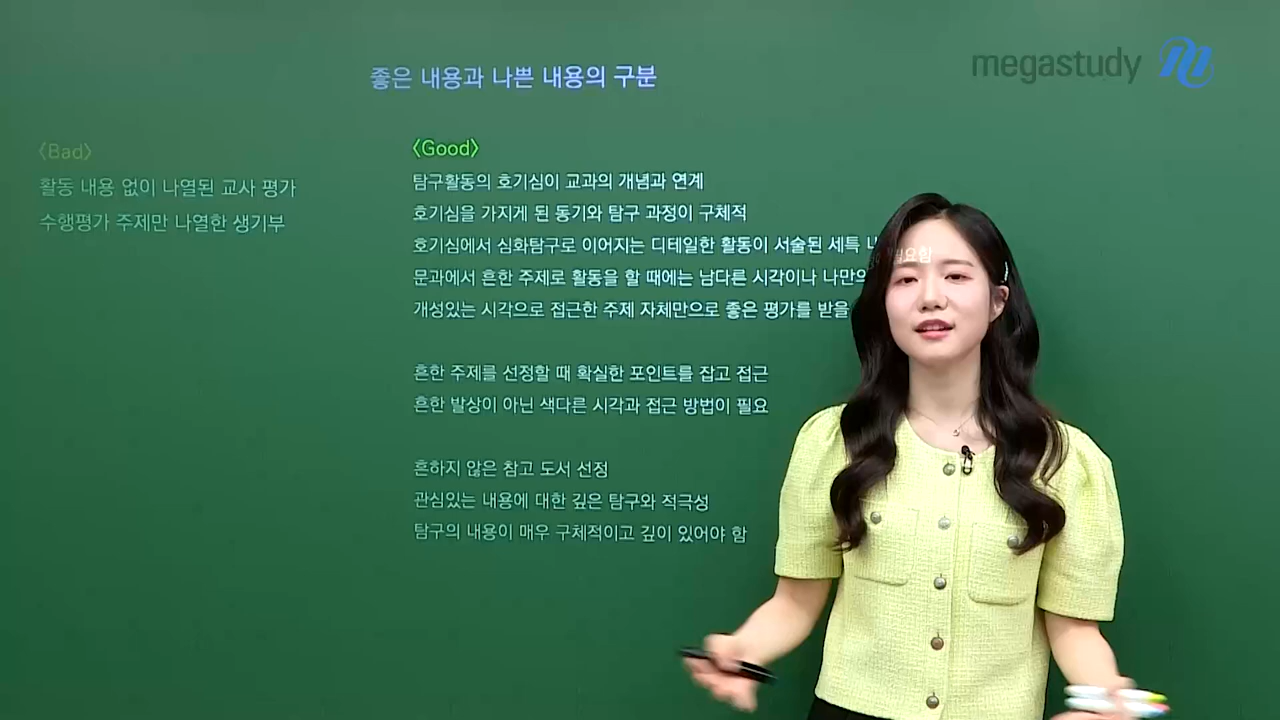 megastudy
좋은 내용과 나쁜 내용의 구분
〈Bad〉
활동 내용 없이 나열된 교사 평가
수행평가 주제만 나열한 생기부
〈Good〉
탐구활동의 호기심이 교과의 개념과 연계
호기심을 가지게 된 동기와 탐구 과정이 구체적
호기심에서 심화탐구로 이어지는 디테일한 활동이 서술된 세특
문과에서 흔한 주제로 활동을 할 때에는 남다른 시각이나 나만의
개성있는 시각으로 접근한 주제 자체만으로 좋은 평가를 받을
흔한 주제를 선정할 때 확실한 포인트를 잡고 접근
흔한 발상이 아닌 색다른 시각과 접근 방법이 필요
흔하지 않은 참고 도서 선정
관심있는 내용에 대한 깊은 탐구와 적극성
탐구의 내용이 매우 구체적이고 깊이 있어야 함